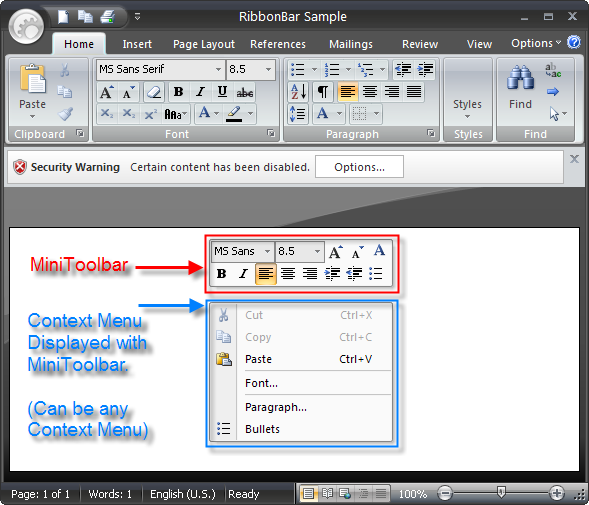 RibbonBar Sample
Home Insert Page Layout References Mailings Review View Options
MS Sans Serif 8.5
Paste
B I U abc
Aa
Styles
Find
Clipboard Font Paragraph Styles Find
Security Warning Certain content has been disabled. Options...
MiniToolbar
MS Sans 8.5 A A A
B I
Context Menu
Displayed with
MiniToolbar.
(Can be any
Context Menu)
Cut Ctrl+X
Copy Ctrl+C
Paste Ctrl+V
Font...
Paragraph...
Bullets
Page: 1 of 1 Words: 1 English (U.S.) Ready 100%